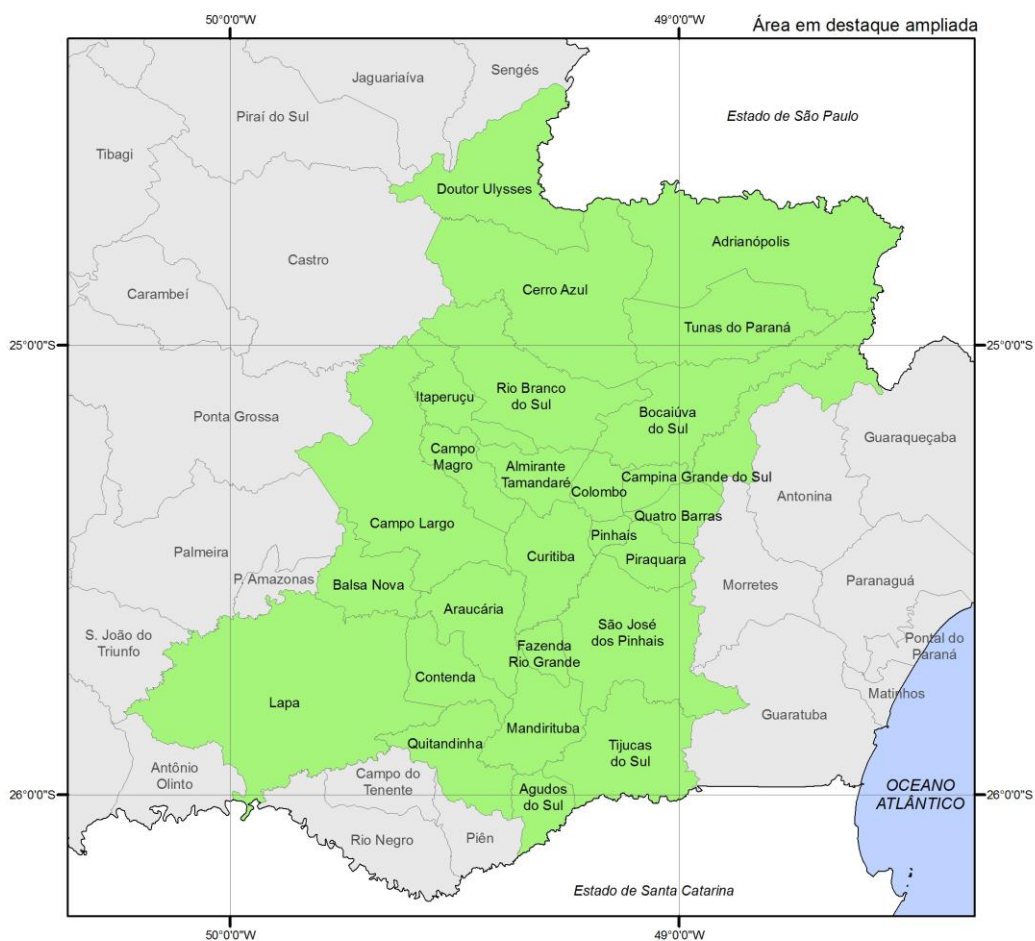 50°0'0"W
49°0'0"W
Área em destaque ampliada
Sengés
Jaguariaíva
Piraí do Sul
Estado de São Paulo
Tibagi
Doutor Ulysses
Adrianópolis
Castro
Cerro Azul
Carambeí
Tunas do Paraná
25°0'0"S
25°0'0"S
Rio Branco
do Sul
Itaperuçu
Bocaiúva
do Sul
Ponta Grossa
Guaraqueçaba
Campo
Magro
Almirante
Tamandaré
Campina Grande do Sul
Colombo
Antonina
Quatro Barras
Campo Largo
Pinhais
Palmeira
Curitiba
Piraquara
P. Amazonas
Balsa Nova
Morretes
Paranaguá
Araucária
São José
dos Pinhais
S. João do
Triunfo
Fazenda
Rio Grande
Pontal do
Paraná
Contenda
Matinhos
Lapa
Guaratuba
Mandirituba
Quitandinha
Tijucas
do Sul
Antônio
Olinto
Campo do
Tenente
26°0'0"S
26°0'0"S
Agudos
do Sul
OCEANO
ATLÂNTICO
Rio Negro
Piên
Estado de Santa Catarina
50°0'0"W
49°0'0"W